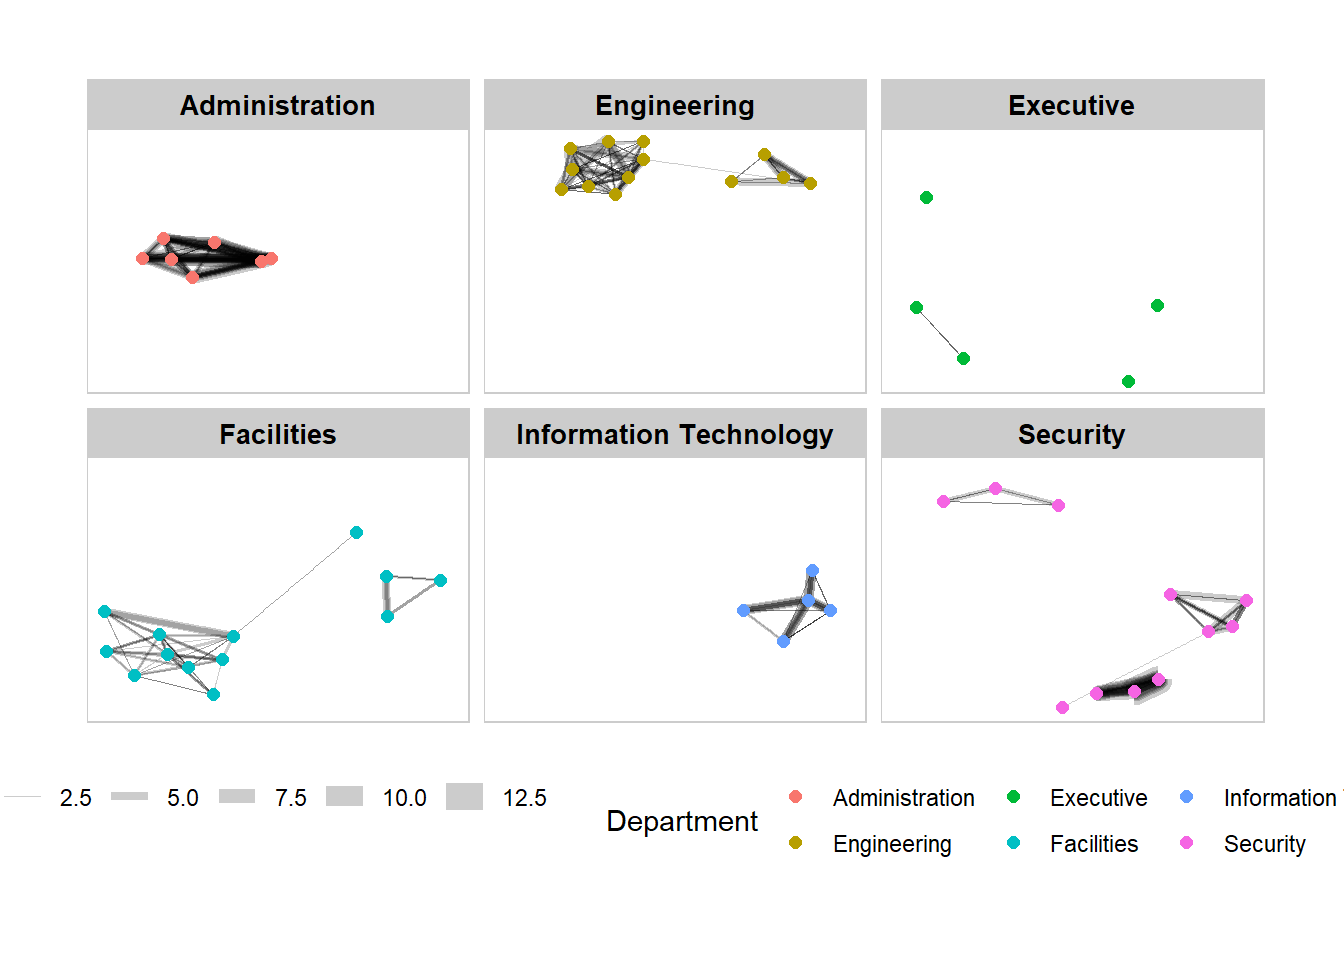 Administration
Engineering
Executive
Facilities
Information Technology
Security
2.5 5.0 7.5 10.0 12.5
Department
Administration Executive Information
Engineering Facilities Security